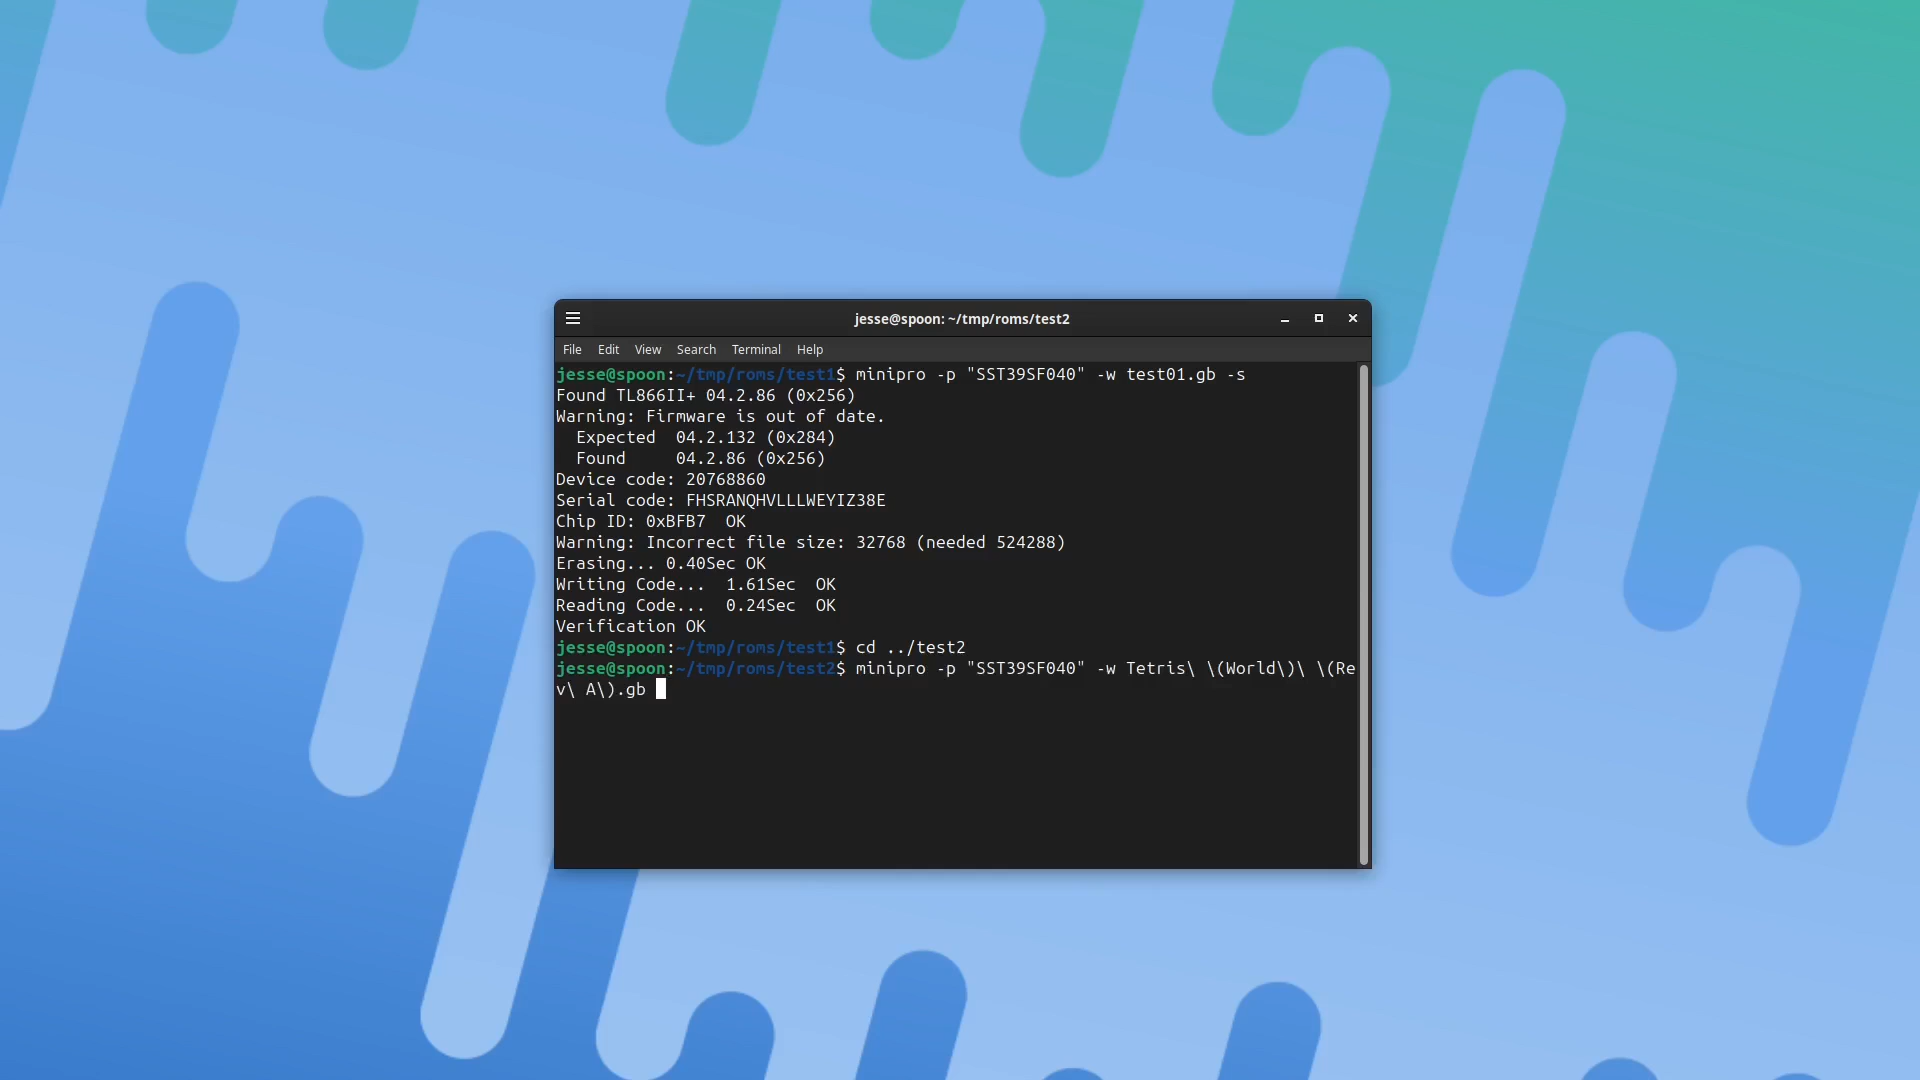 jesse@spoon: ~/tmp/roms/test2
File Edit View Search Terminal Help
jesse@spoon:~/tmp/roms/test1$ minipro -p "SST39SF040" -w test01.gb -s
Found TL866II+ 04.2.86 (0x256)
Warning: Firmware is out of date.
  Expected  04.2.132 (0x284)
  Found     04.2.86 (0x256)
Device code: 20768860
Serial code: FHSRANQHVLLLWEYIZ38E
Chip ID: 0xBFB7  OK
Warning: Incorrect file size: 32768 (needed 524288)
Erasing... 0.40Sec OK
Writing Code...  1.61Sec  OK
Reading Code...  0.24Sec  OK
Verification OK
jesse@spoon:~/tmp/roms/test1$ cd ../test2
jesse@spoon:~/tmp/roms/test2$ minipro -p "SST39SF040" -w Tetris\ \(World\)\ \(Re
v\ A\).gb